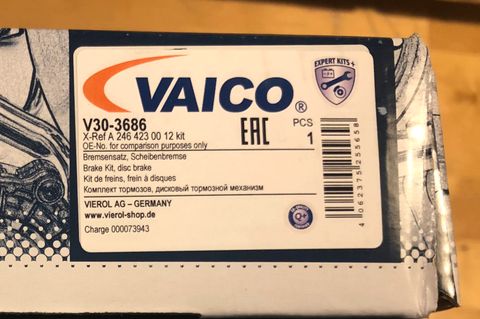 EXPERT KITS+
VAICO®
V30-3686
X-Ref A 246 423 00 12 kit
OE-No. for comparison purposes only
EAC
PCS
1
Bremsensatz, Scheibenbremse
Brake Kit, disc brake
Kit de freins, frein à disques
Комплект тормозов, дисковый тормозной механизм
VIEROL AG – GERMANY
www.vierol-shop.de
Charge 000073943
Q+
4062375255658